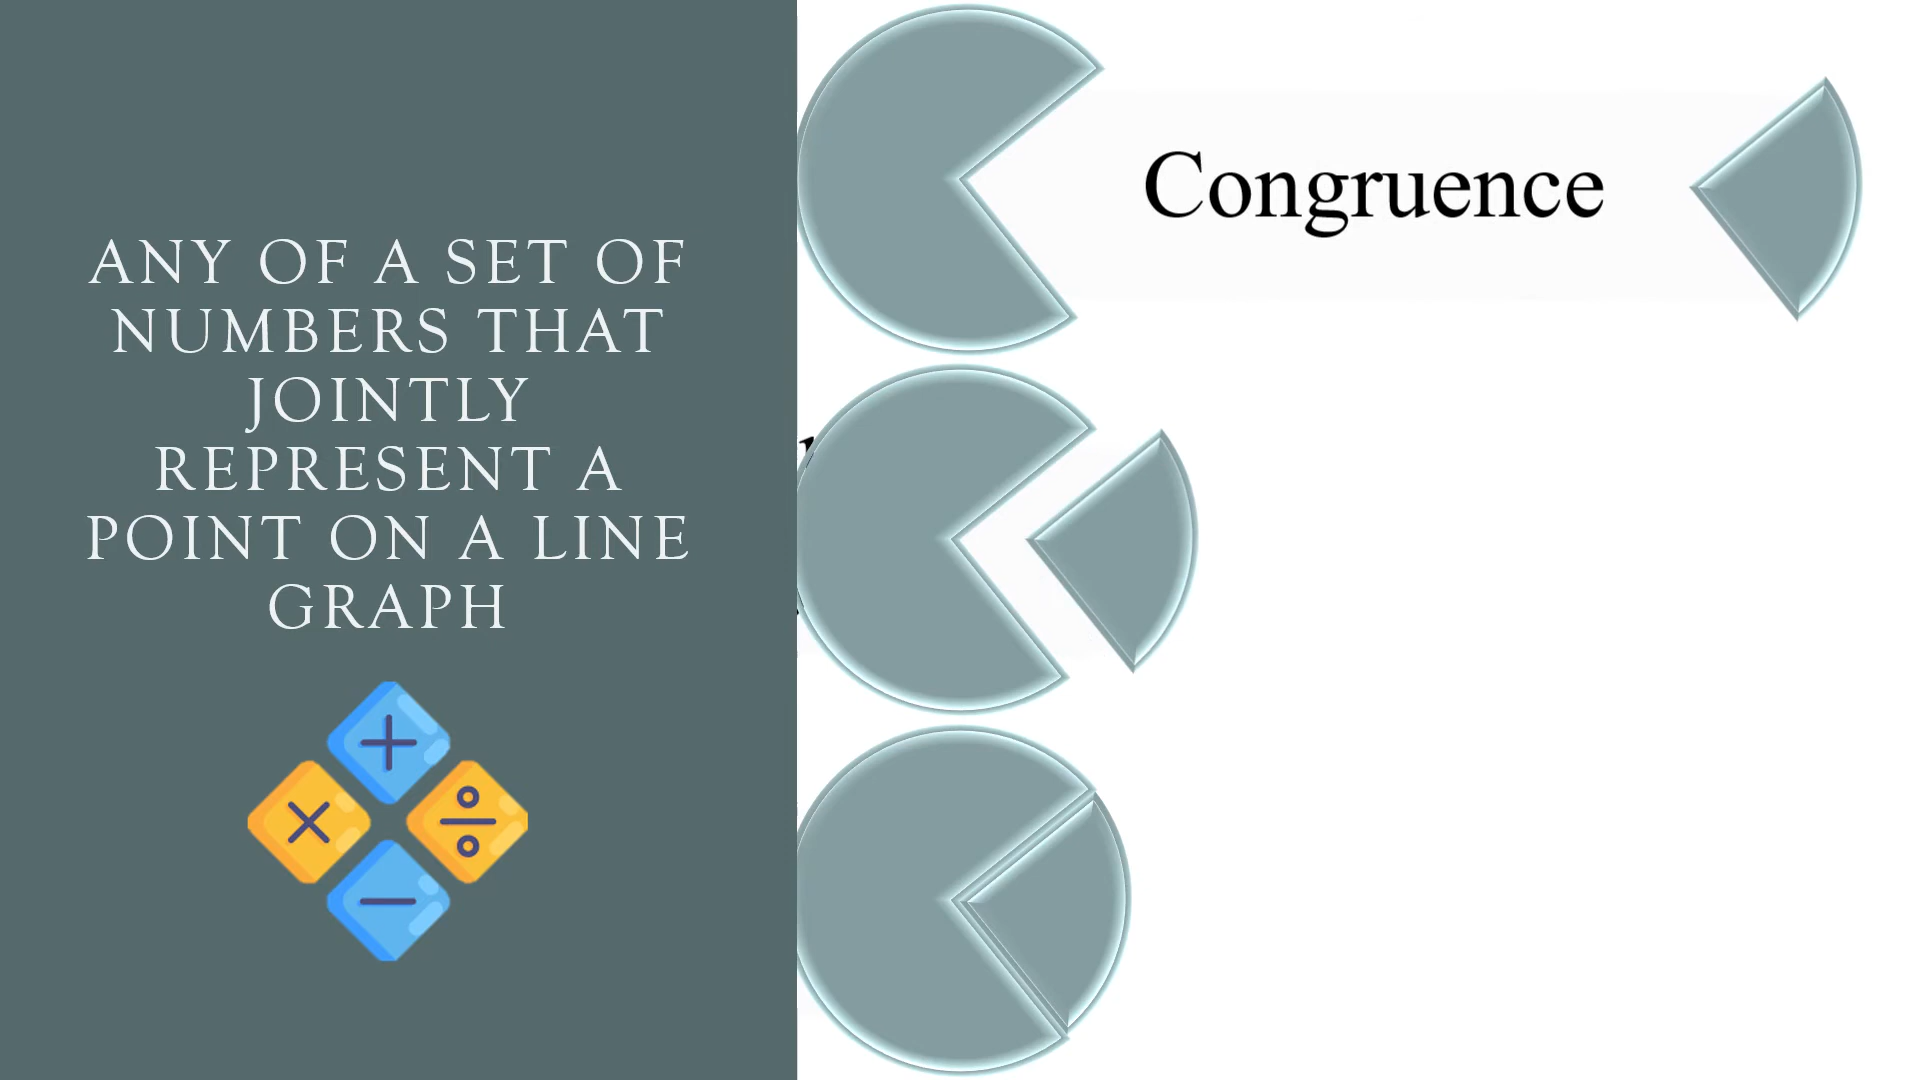 ANY OF A SET OF
NUMBERS THAT
JOINTLY
REPRESENT A
POINT ON A LINE
GRAPH
Congruence